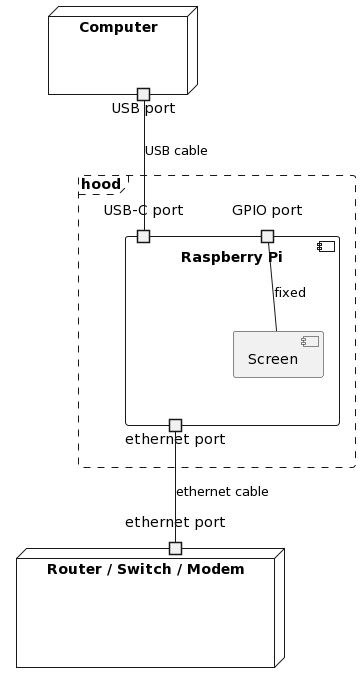 Computer
USB port
USB cable
hood
USB-C port
GPIO port
Raspberry Pi
fixed
Screen
ethernet port
ethernet cable
ethernet port
Router / Switch / Modem